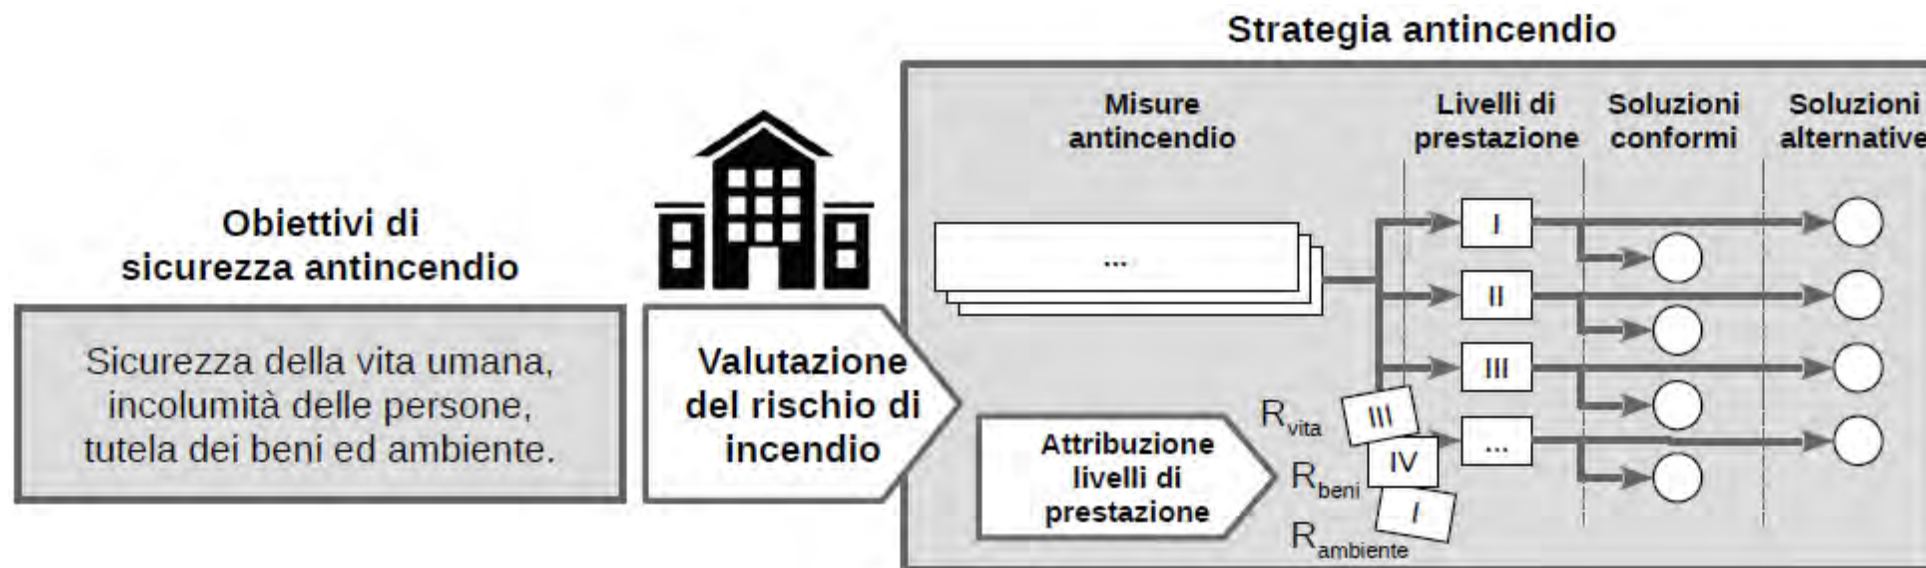 Strategia antincendio
Obiettivi di
sicurezza antincendio
Sicurezza della vita umana,
incolumità delle persone,
tutela dei beni ed ambiente.
Valutazione
del rischio di
incendio
Misure
antincendio
...
Attribuzione
livelli di
prestazione
Rvita
Rbeni
Rambiente
III
IV
I
Livelli di
prestazione
I
II
III
...
Soluzioni
conformi
Soluzioni
alternative